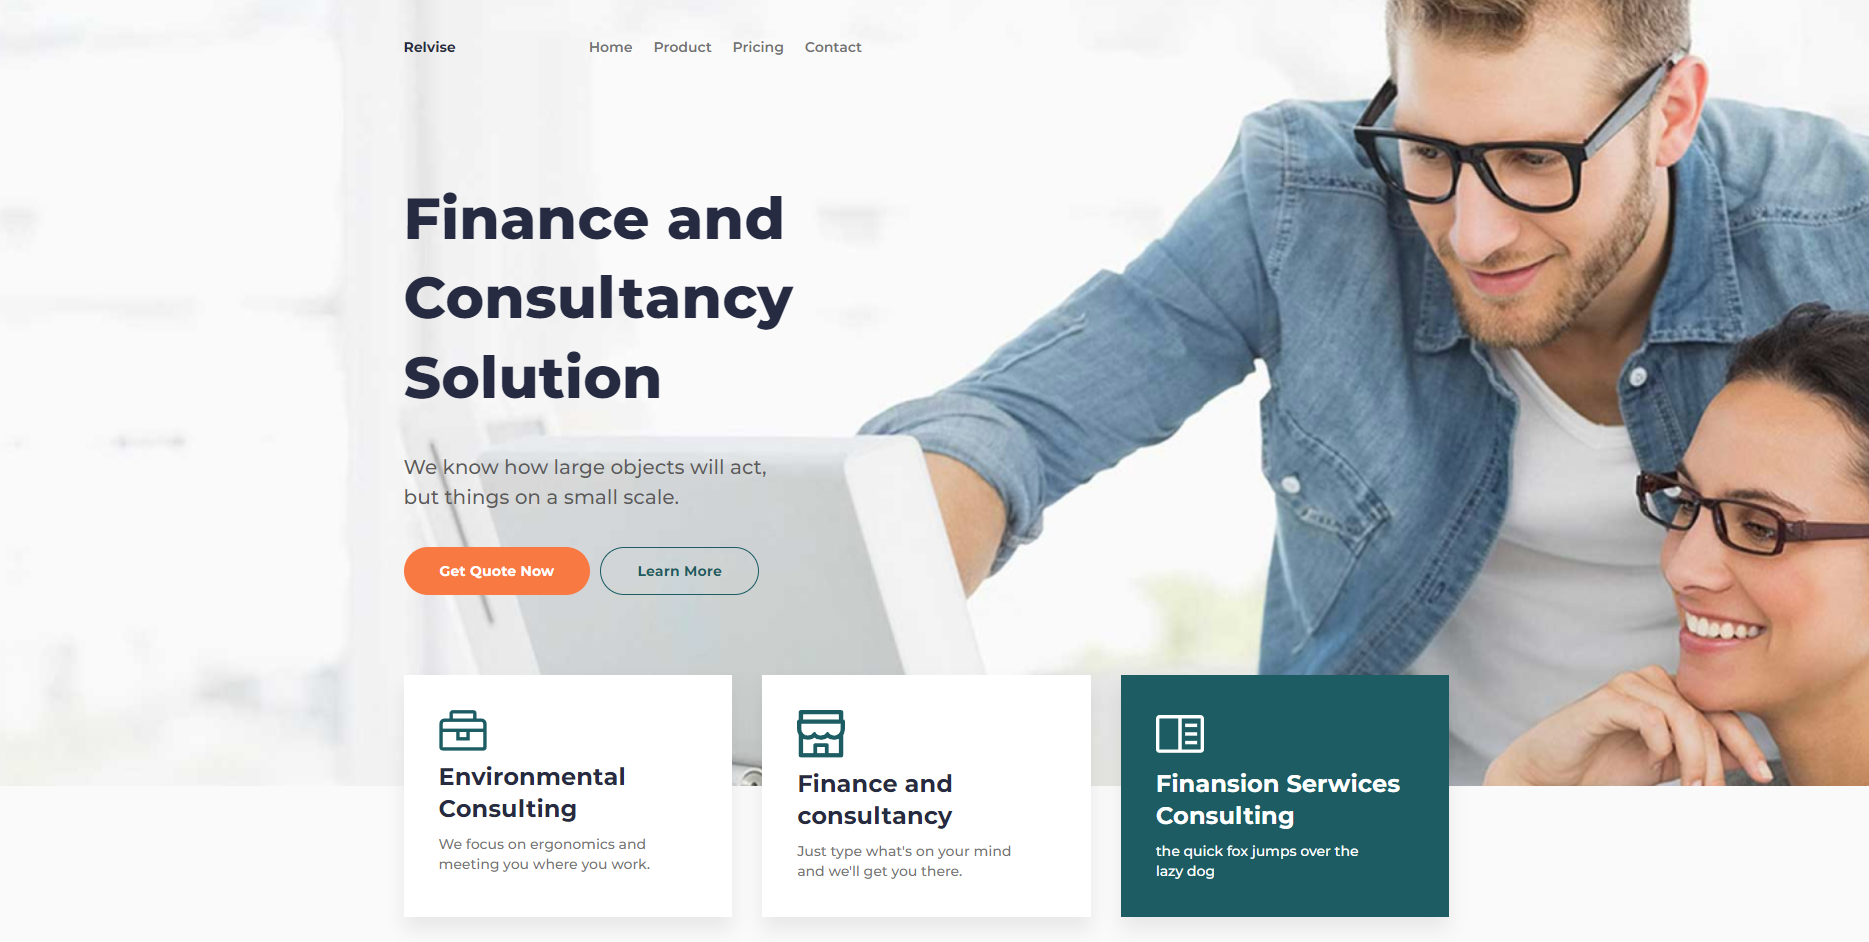 Relvise
Home Product Pricing Contact
Finance and
Consultancy
Solution
We know how large objects will act,
but things on a small scale.
Get Quote Now
Learn More
Environmental
Consulting
We focus on ergonomics and
meeting you where you work.
Finance and
consultancy
Just type what's on your mind
and we'll get you there.
Finansion Serwices
Consulting
the quick fox jumps over the
lazy dog